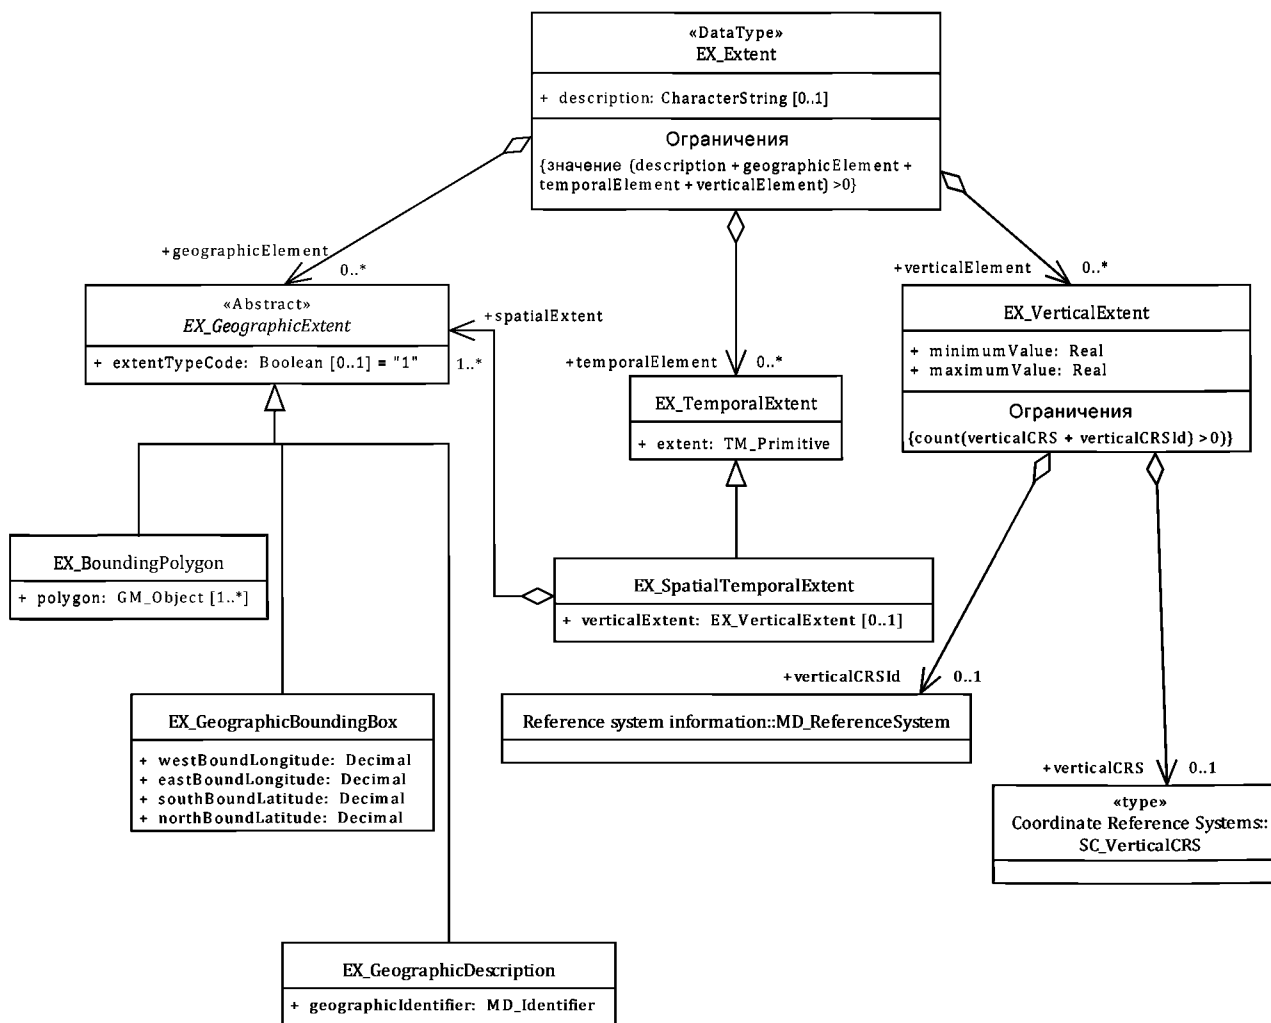 «DataType»
EX_Extent
+ description: CharacterString [0..1]
Ограничения
{значение (description + geographicElement +
temporalElement + verticalElement) >0}
+geographicElement
0..*
«Abstract»
EX_GeographicExtent
+ extentTypeCode: Boolean [0..1] = "1"
+spatialExtent
1..*
+temporalElement
0..*
EX_TemporalExtent
+ extent: TM_Primitive
+verticalElement
0..*
EX_VerticalExtent
+ minimumValue: Real
+ maximumValue: Real
Ограничения
{count(verticalCRS + verticalCRSId) >0)}
EX_BoundingPolygon
+ polygon: GM_Object [1..*]
EX_SpatialTemporalExtent
+ verticalExtent: EX_VerticalExtent [0..1]
+verticalCRSId
0..1
EX_GeographicBoundingBox
+ westBoundLongitude: Decimal
+ eastBoundLongitude: Decimal
+ southBoundLatitude: Decimal
+ northBoundLatitude: Decimal
Reference system information::MD_ReferenceSystem
+verticalCRS
0..1
«type»
Coordinate Reference Systems::
SC_VerticalCRS
EX_GeographicDescription
+ geographicIdentifier: MD_Identifier